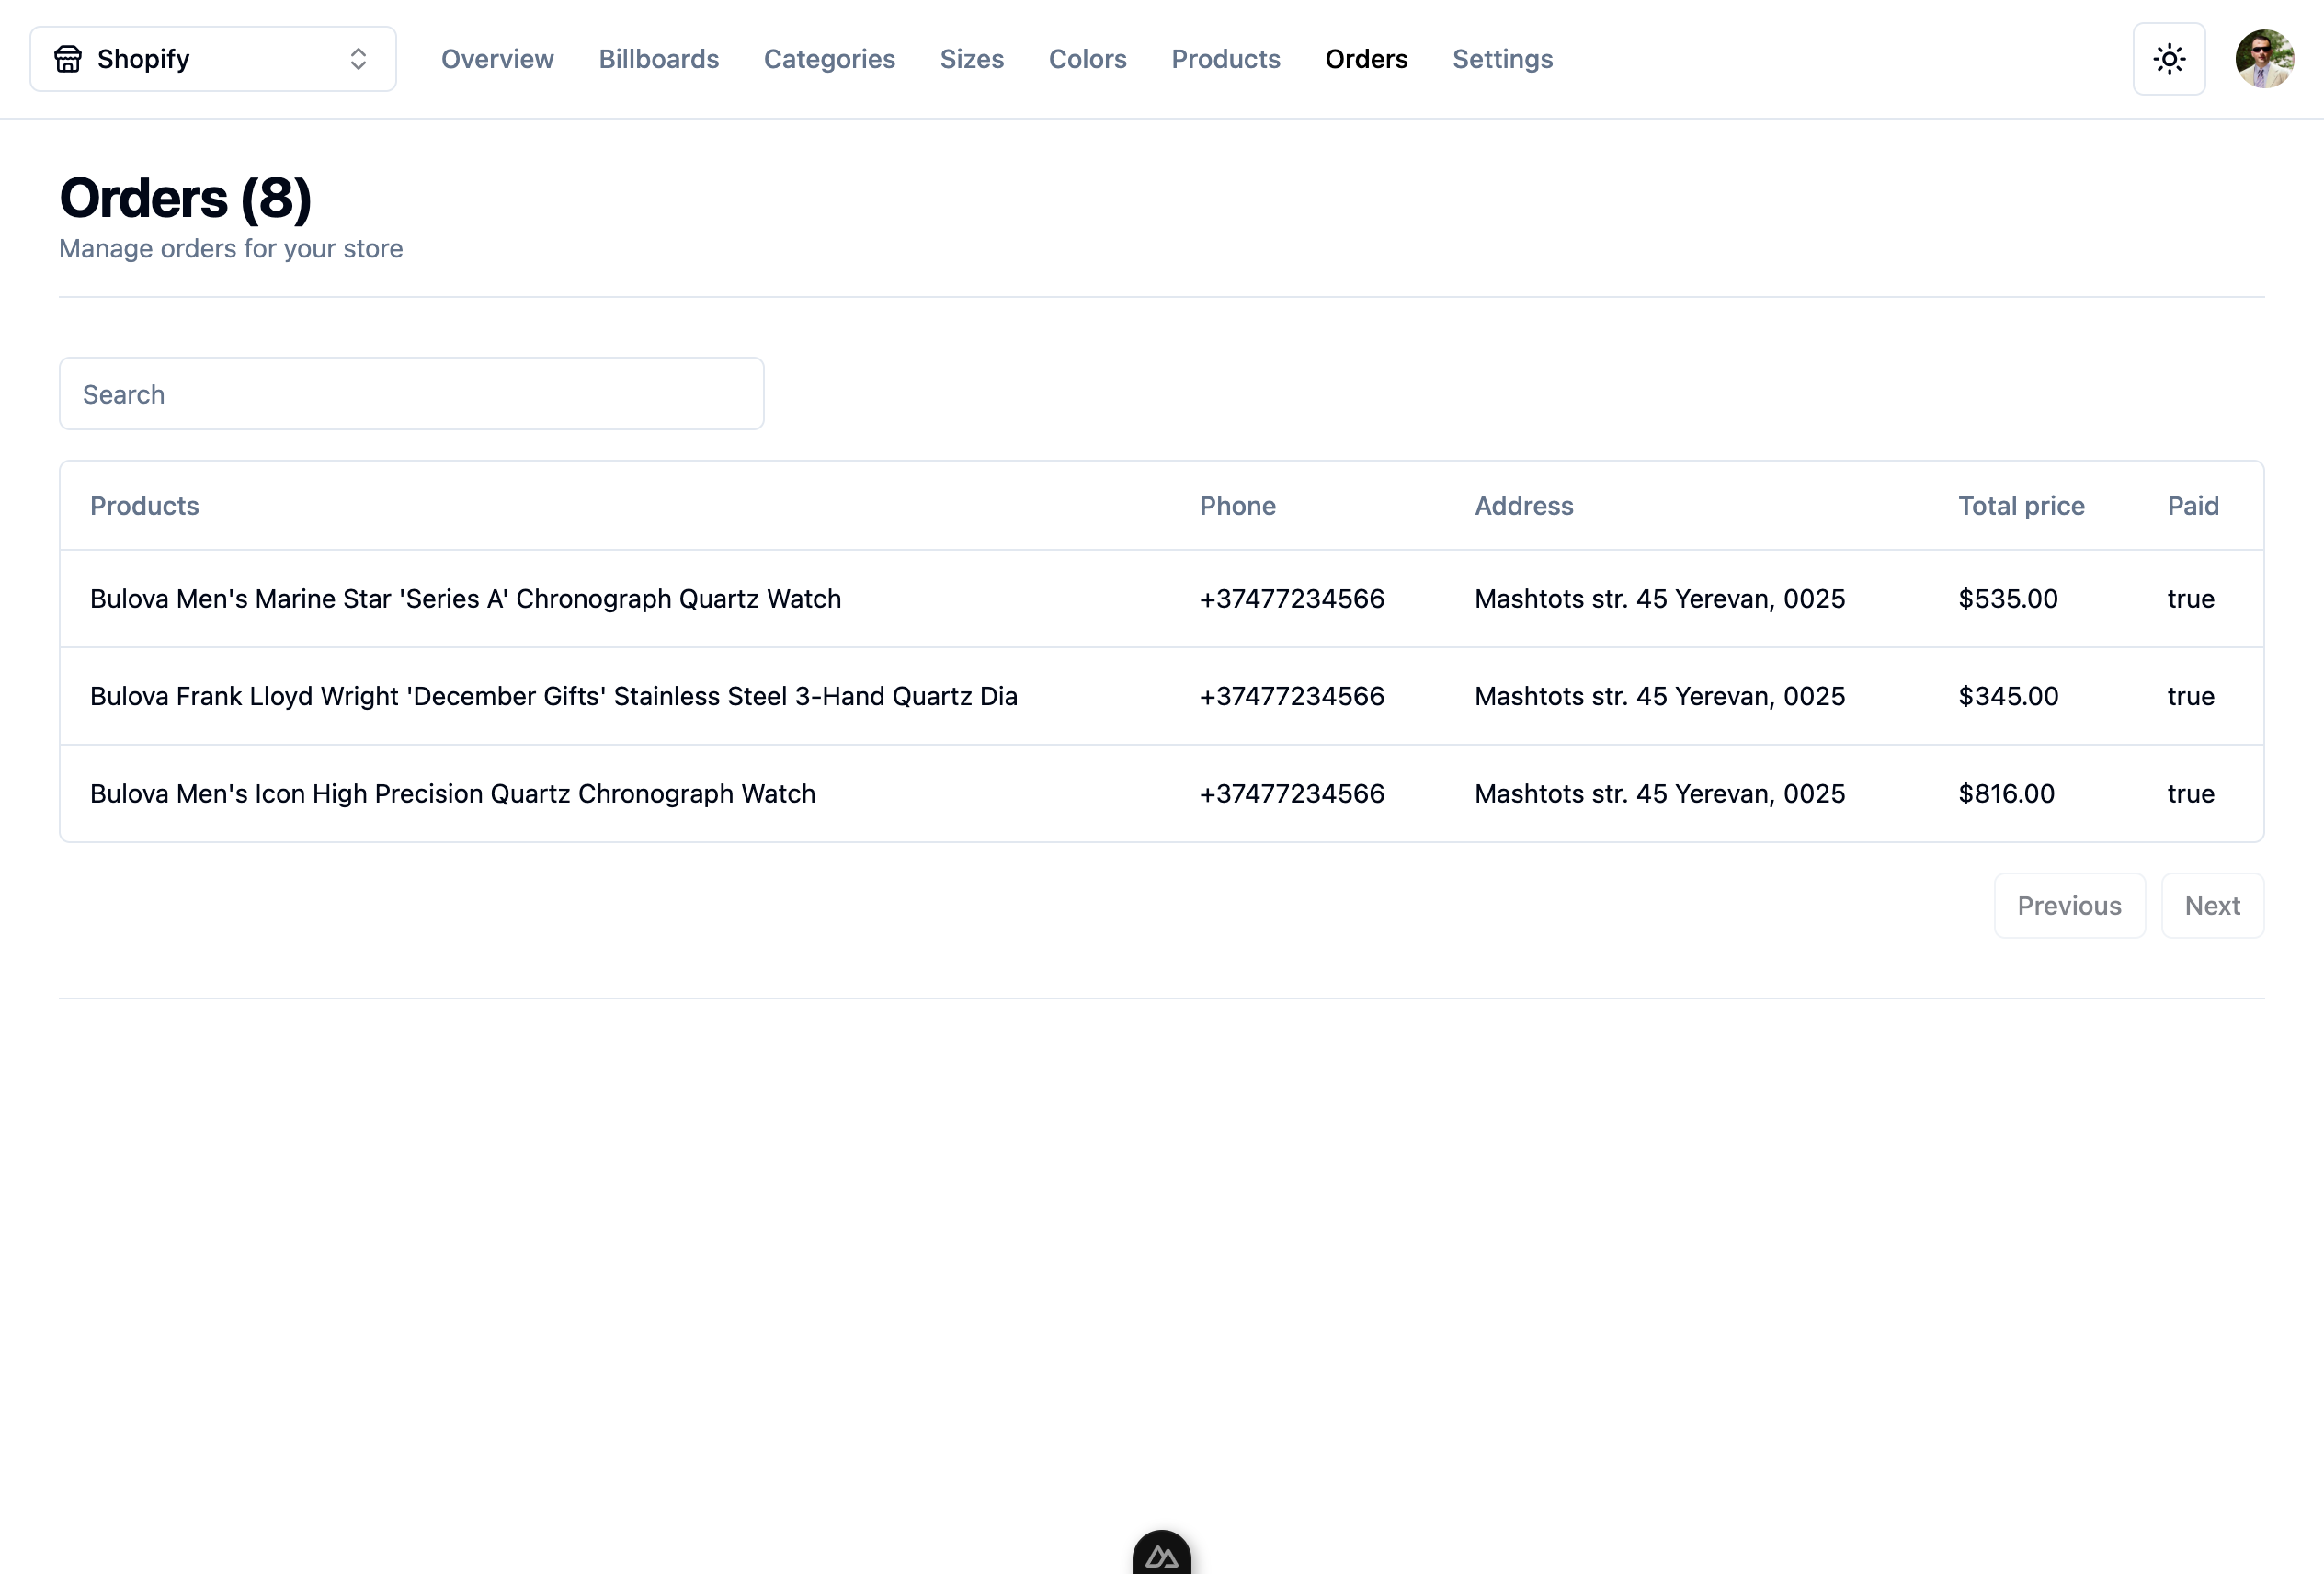 Shopify Overview Billboards Categories Sizes Colors Products Orders Settings
Orders (8)
Manage orders for your store
Search
Products Phone Address Total price Paid
Bulova Men's Marine Star 'Series A' Chronograph Quartz Watch +37477234566 Mashtots str. 45 Yerevan, 0025 $535.00 true
Bulova Frank Lloyd Wright 'December Gifts' Stainless Steel 3-Hand Quartz Dia +37477234566 Mashtots str. 45 Yerevan, 0025 $345.00 true
Bulova Men's Icon High Precision Quartz Chronograph Watch +37477234566 Mashtots str. 45 Yerevan, 0025 $816.00 true
Previous Next